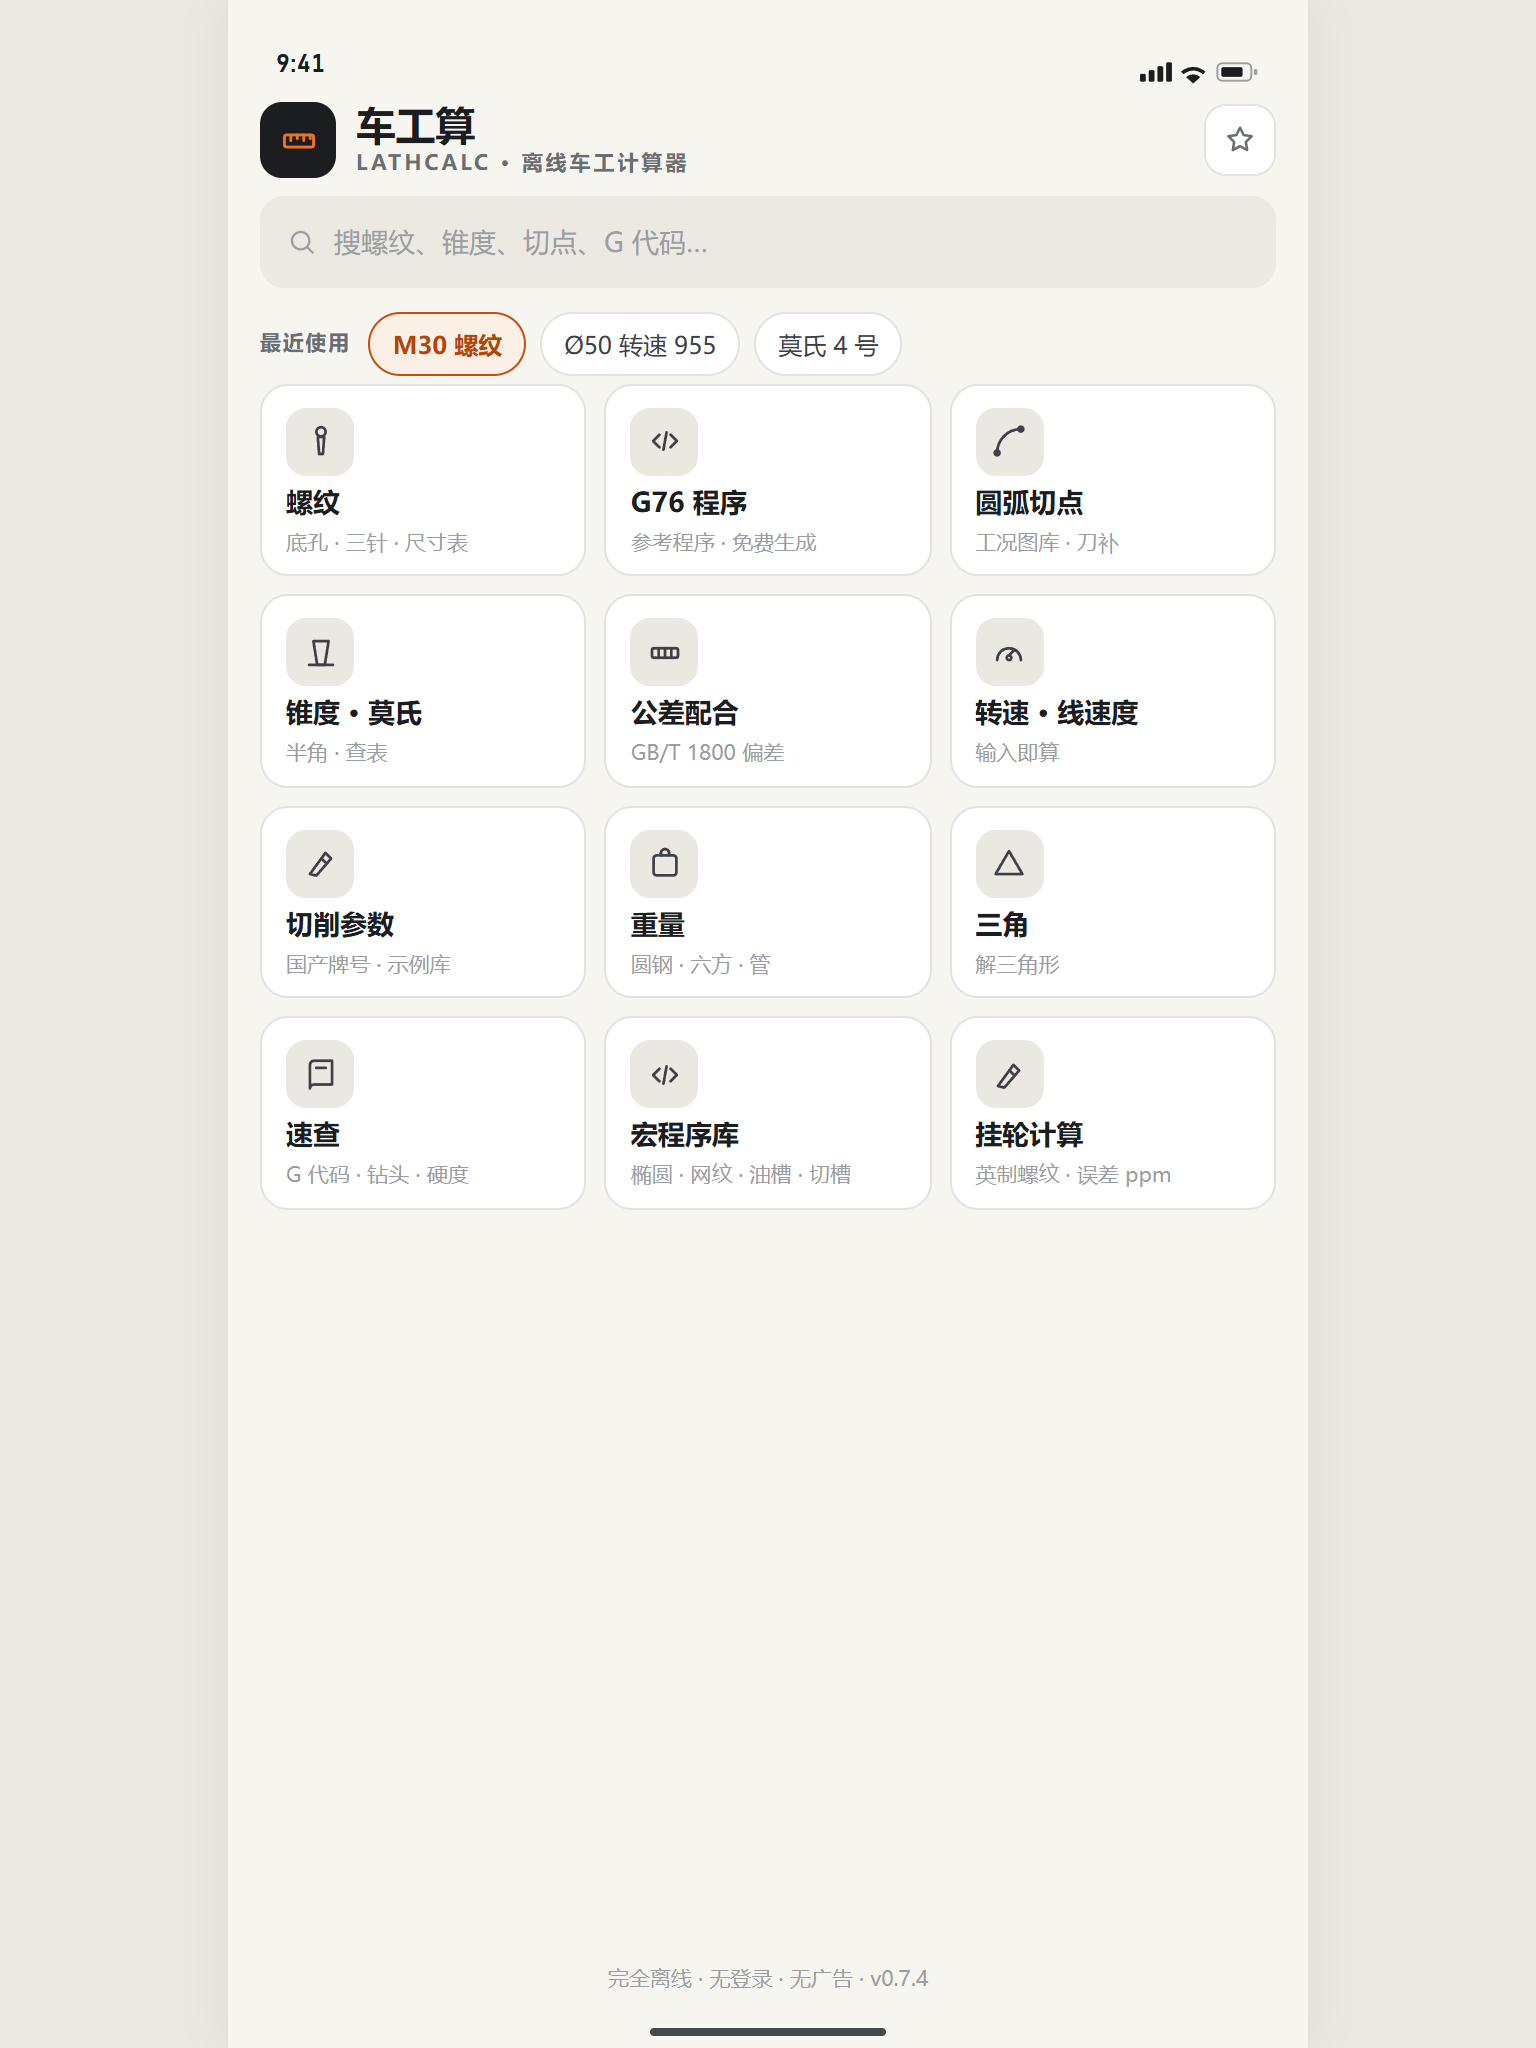 9:41
车工算
LATHCALC • 离线车工计算器
搜螺纹、锥度、切点、G 代码...
最近使用 M30 螺纹 Ø50 转速 955 莫氏 4 号
螺纹
底孔 · 三针 · 尺寸表
G76 程序
参考程序 · 免费生成
圆弧切点
工况图库 · 刀补
锥度 • 莫氏
半角 · 查表
公差配合
GB/T 1800 偏差
转速 • 线速度
输入即算
切削参数
国产牌号 · 示例库
重量
圆钢 · 六方 · 管
三角
解三角形
速查
G 代码 · 钻头 · 硬度
宏程序库
椭圆 · 网纹 · 油槽 · 切槽
挂轮计算
英制螺纹 · 误差 ppm
完全离线 · 无登录 · 无广告 · v0.7.4